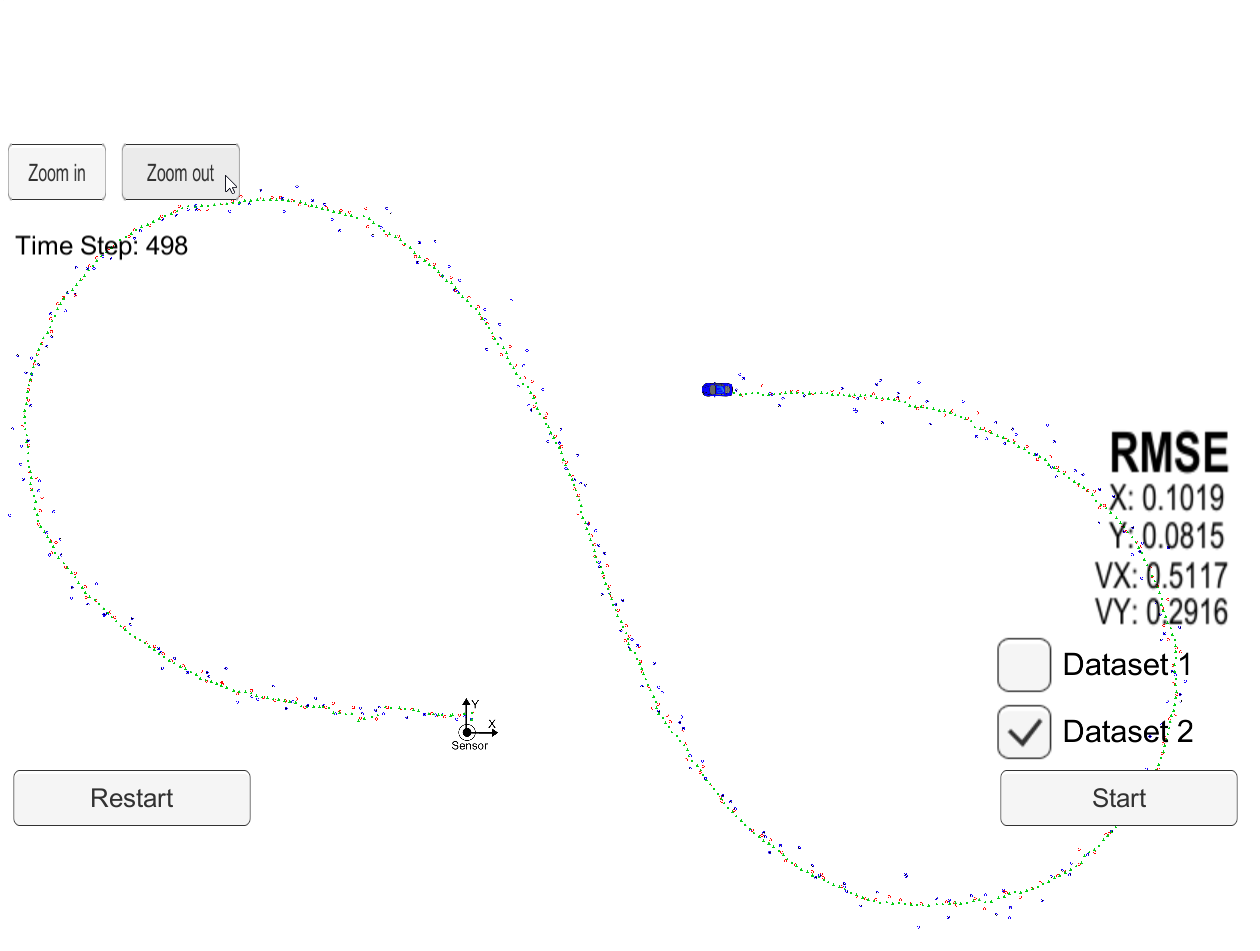 Zoom in
Zoom out
Time Step: 498
RMSE
X: 0.1019
Y: 0.0815
VX: 0.5117
VY: 0.2916
Dataset 1
Y
X
Sensor
Dataset 2
Restart
Start